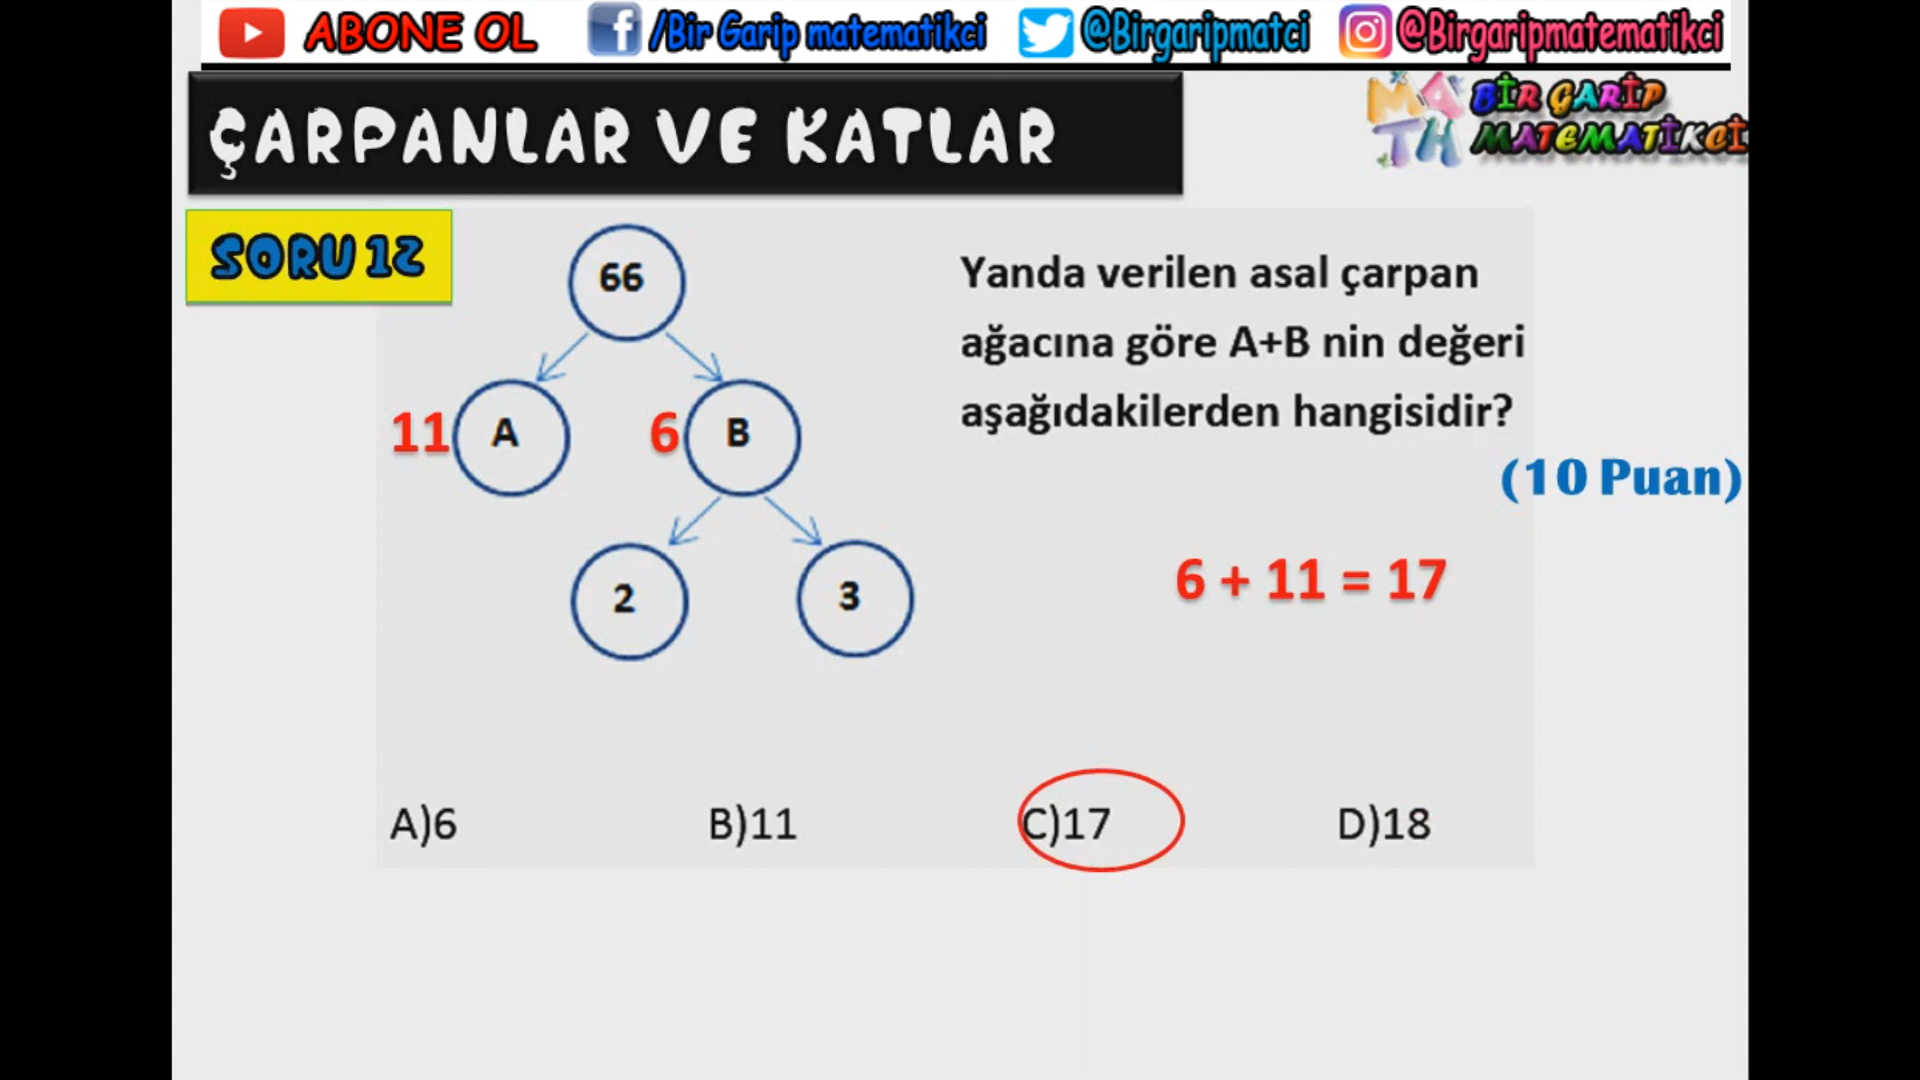 ABONE OL /Bir Garip matematikci @Birgaripmatci @Birgaripmatematikci
ÇARPANLAR VE KATLAR
MATH BİR GARİP
MATEMATİKCİ
SORU 12
66
Yanda verilen asal çarpan
ağacına göre A+B nin değeri
aşağıdakilerden hangisidir?
(10 Puan)
11 A 6 B
2 3
6 + 11 = 17
A)6 B)11 C)17 D)18